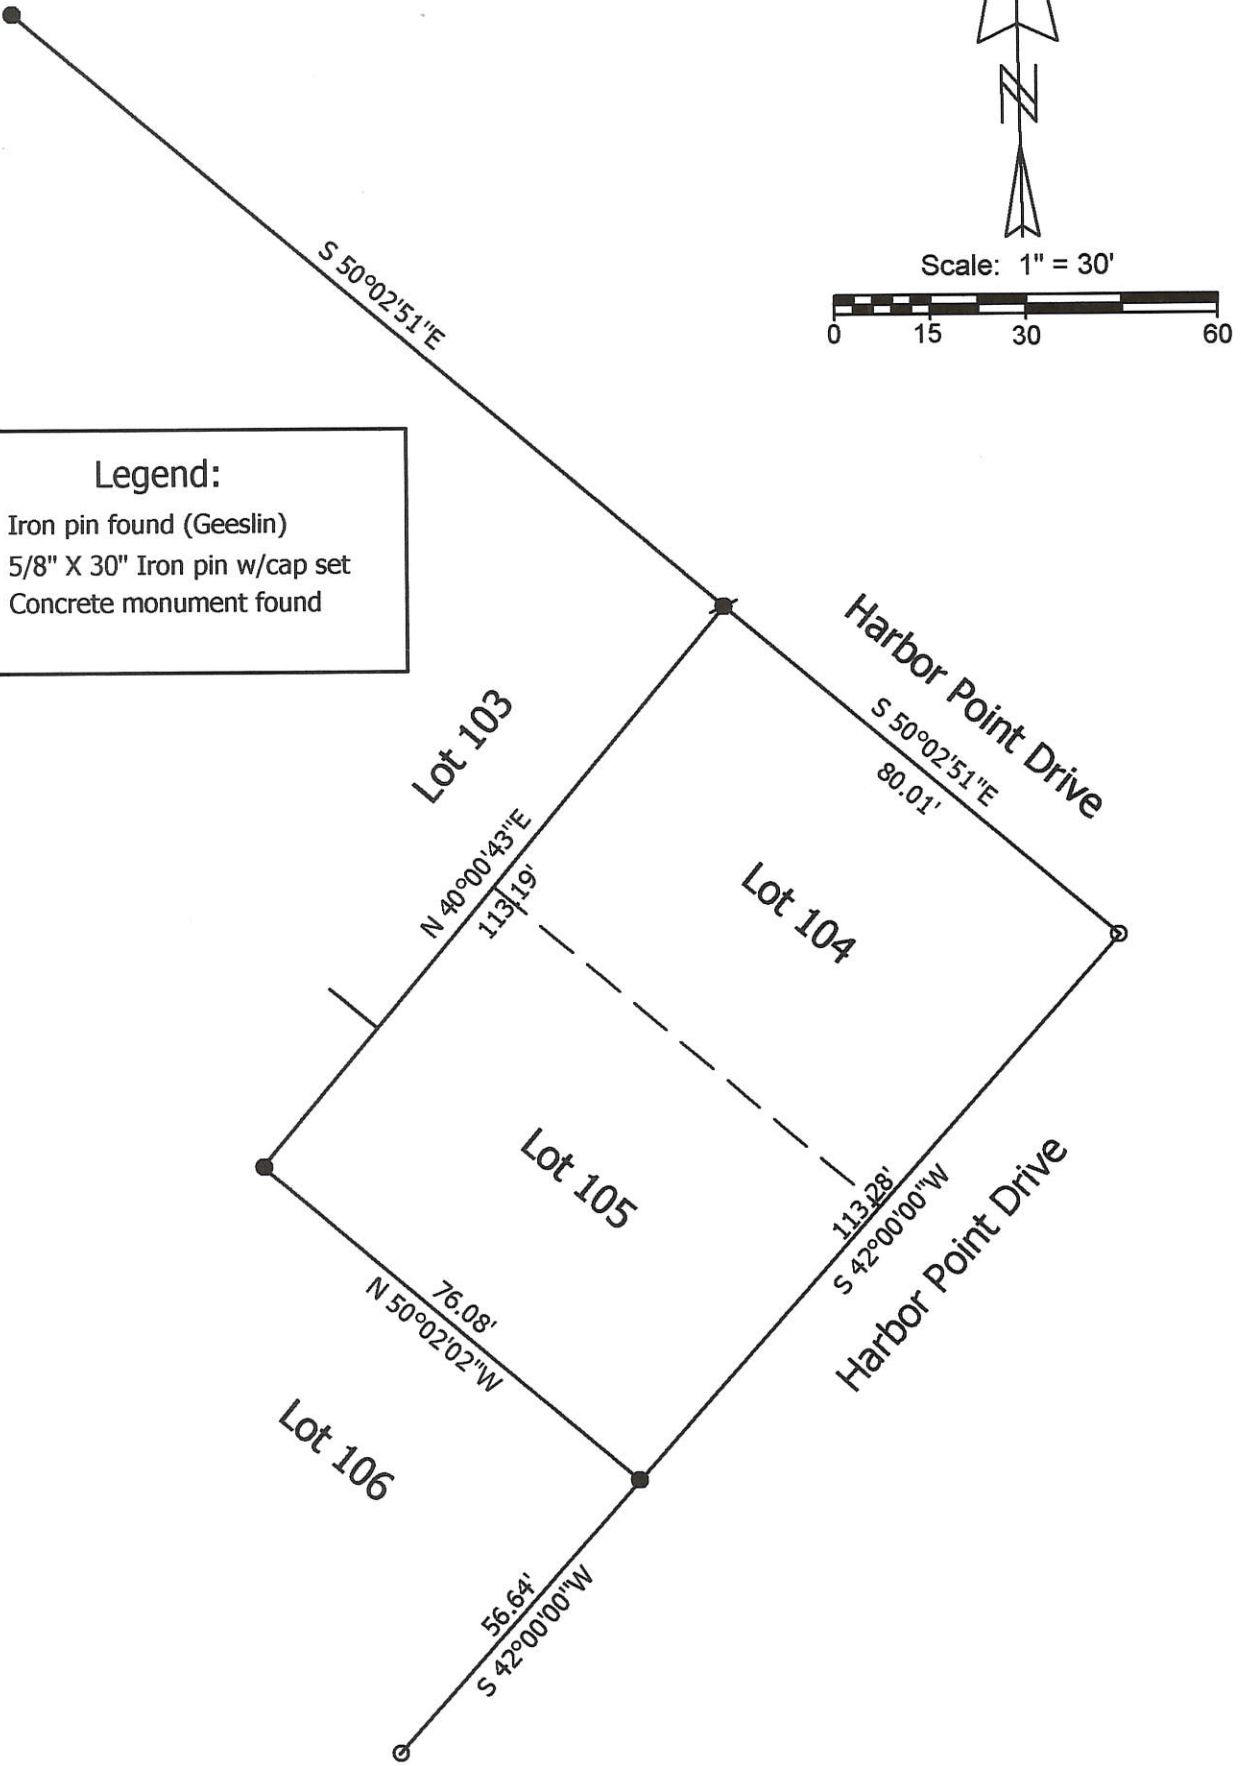 N
Scale: 1" = 30'
0 15 30 60
S 50°02'51"E
Legend:
Iron pin found (Geeslin)
5/8" X 30" Iron pin w/cap set
Concrete monument found
Harbor Point Drive
S 50°02'51"E
80.01'
Lot 103
N 40°00'43"E
113.19'
Lot 104
Lot 105
113.28'
S 42°00'00"W
Harbor Point Drive
76.08'
N 50°02'02"W
Lot 106
56.64'
S 42°00'00"W